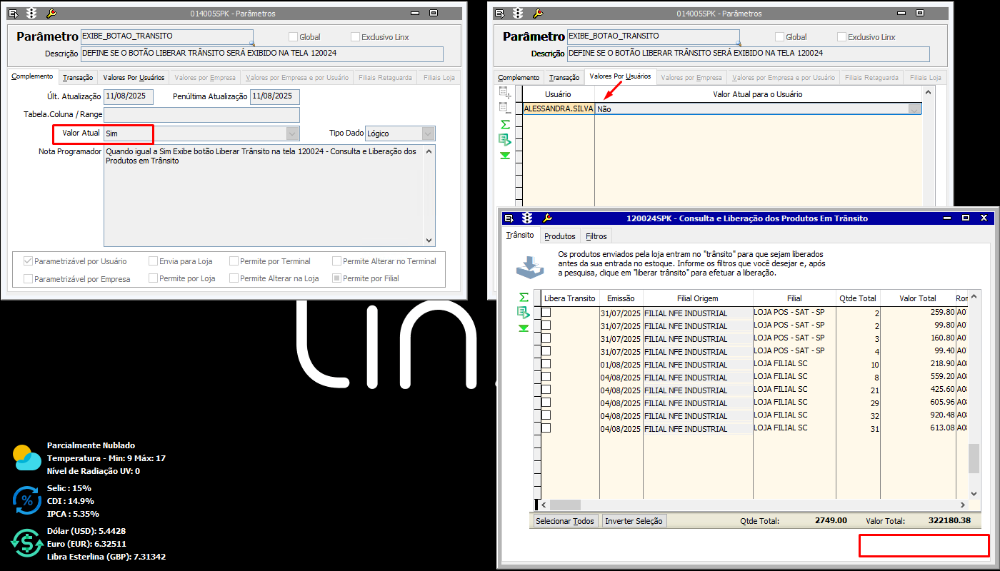 014005SPK - Parâmetros
Parâmetro EXIBE_BOTAO_TRANSITO Global Exclusivo Linx
Descrição DEFINE SE O BOTÃO LIBERAR TRÂNSITO SERÁ EXIBIDO NA TELA 120024
Complemento Transação Valores Por Usuários Valores por Empresa Valores por Empresa e por Usuário Filiais Retaguarda Filiais Loja
Últ. Atualização 11/08/2025 Penúltima Atualização 11/08/2025
Tabela.Coluna / Range
Valor Atual Sim Tipo Dado Lógico
Nota Programador Quando igual a Sim Exibe botão Liberar Trânsito na tela 120024 - Consulta e Liberação dos
Produtos em Trânsito
Parametrizável por Usuário Envia para Loja Permite por Terminal Permite Alterar no Terminal
Parametrizável por Empresa Permite por Loja Permite Alterar na Loja Permite por Filial
014005SPK - Parâmetros
Parâmetro EXIBE_BOTAO_TRANSITO Global Exclusivo Linx
Descrição DEFINE SE O BOTÃO LIBERAR TRÂNSITO SERÁ EXIBIDO NA TELA 120024
Complemento Transação Valores Por Usuários Valores por Empresa Valores por Empresa e por Usuário Filiais Retaguarda Filiais Loja
Usuário Valor Atual para o Usuário
ALESSANDRA.SILVA Não
120024SPK - Consulta e Liberação dos Produtos Em Trânsito
Trânsito Produtos Filtros
Os produtos enviados pela loja entram no "trânsito" para que sejam liberados
antes da sua entrada no estoque. Informe os filtros que você desejar e, após
a pesquisa, clique em "liberar trânsito" para efetuar a liberação.
Libera Transito Emissão Filial Origem Filial Qtde Total Valor Total Ror
31/07/2025 FILIAL NFE INDUSTRIAL LOJA POS - SAT - SP 2 259.80 A0
31/07/2025 FILIAL NFE INDUSTRIAL LOJA POS - SAT - SP 2 99.80 A0
31/07/2025 FILIAL NFE INDUSTRIAL LOJA POS - SAT - SP 3 160.80 A0
31/07/2025 FILIAL NFE INDUSTRIAL LOJA POS - SAT - SP 4 99.40 A0
01/08/2025 FILIAL NFE INDUSTRIAL LOJA FILIAL SC 10 218.90 A0
04/08/2025 FILIAL NFE INDUSTRIAL LOJA FILIAL SC 8 559.20 A08
04/08/2025 FILIAL NFE INDUSTRIAL LOJA FILIAL SC 21 425.60 A08
04/08/2025 FILIAL NFE INDUSTRIAL LOJA FILIAL SC 29 605.96 A08
04/08/2025 FILIAL NFE INDUSTRIAL LOJA FILIAL SC 32 920.48 A08
04/08/2025 FILIAL NFE INDUSTRIAL LOJA FILIAL SC 31 613.08 A08
Selecionar Todos Inverter Seleção Qtde Total: 2749.00 Valor Total: 322180.38
Lin
Parcialmente Nublado
Temperatura - Min: 9 Máx: 17
Nível de Radiação UV: 0
Selic : 15%
CDI : 14.9%
IPCA : 5.35%
Dólar (USD): 5.4428
Euro (EUR): 6.32511
Libra Esterlina (GBP): 7.31342